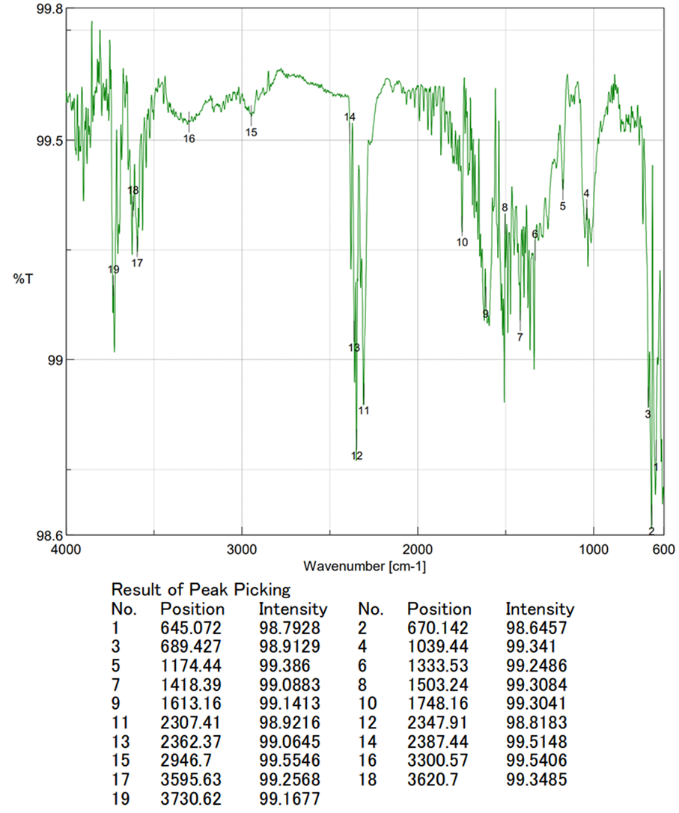 99.8
99.5
%T
99
98.6
4000
3000
2000
1000
600
Wavenumber [cm-1]
14
16
15
18
8
4
5
10
6
19
17
9
7
13
11
3
12
1
2
Result of Peak Picking
No. Position Intensity No. Position Intensity
1 645.072 98.7928 2 670.142 98.6457
3 689.427 98.9129 4 1039.44 99.341
5 1174.44 99.386 6 1333.53 99.2486
7 1418.39 99.0883 8 1503.24 99.3084
9 1613.16 99.1413 10 1748.16 99.3041
11 2307.41 98.9216 12 2347.91 98.8183
13 2362.37 99.0645 14 2387.44 99.5148
15 2946.7 99.5546 16 3300.57 99.5406
17 3595.63 99.2568 18 3620.7 99.3485
19 3730.62 99.1677